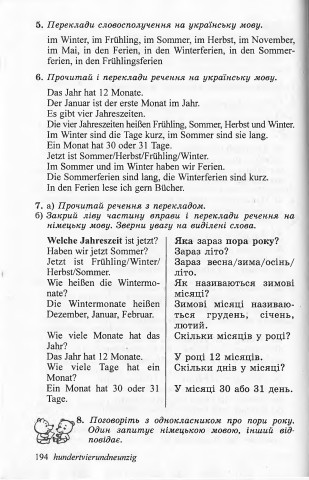 5. Переклади словосполучення на українську мову.
im Winter, im Frühling, im Sommer, im Herbst, im November,
im Mai, in den Ferien, in den Winterferien, in den Sommer-
ferien, in den Frühlingsferien
6. Прочитай і переклади речення на українську мову.
Das Jahr hat 12 Monate.
Der Januar ist der erste Monat im Jahr.
Es gibt vier Jahreszeiten.
Die vier Jahreszeiten heißen Frühling, Sommer, Herbst und Winter.
Im Winter sind die Tage kurz, im Sommer sind sie lang.
Ein Monat hat 30 oder 31 Tage.
Jetzt ist Sommer/Herbst/Frühling/Winter.
Im Sommer und im Winter haben wir Ferien.
Die Sommerferien sind lang, die Winterferien sind kurz.
In den Ferien lese ich gern Bücher.
7. а) Прочитай речення з перекладом.
б) Закрий ліву частину вправи і переклади речення на
німецьку мову. Зверни увагу на виділені слова.
Welche Jahreszeit ist jetzt?
Haben wir jetzt Sommer?
Jetzt ist Frühling/Winter/
Herbst/Sommer.
Wie heißen die Wintermo-
nate?
Die Wintermonate heißen
Dezember, Januar, Februar.
Wie viele Monate hat das
Jahr?
Das Jahr hat 12 Monate.
Wie viele Tage hat ein
Monat?
Ein Monat hat 30 oder 31
Tage.
Яка зараз пора року?
Зараз літо?
Зараз весна/зима/осінь/
літо.
Як називаються зимові
місяці?
Зимові місяці називаю-
ться грудень, січень,
лютий.
Скільки місяців у році?
У році 12 місяців.
Скільки днів у місяці?
У місяці 30 або 31 день.
8. Поговоріть з однокласником про пори року.
Один запитує німецькою мовою, інший від-
повідає.
194 hundertvierundneunzig